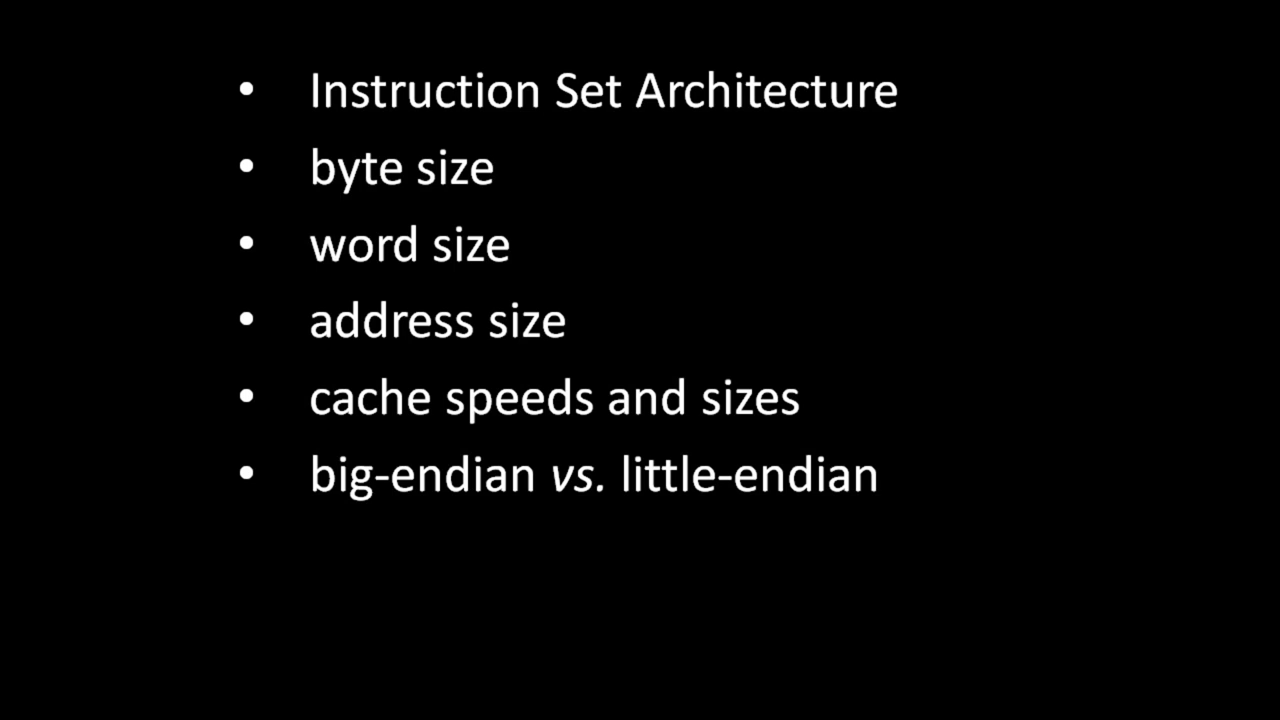 • Instruction Set Architecture
• byte size
• word size
• address size
• cache speeds and sizes
• big-endian vs. little-endian